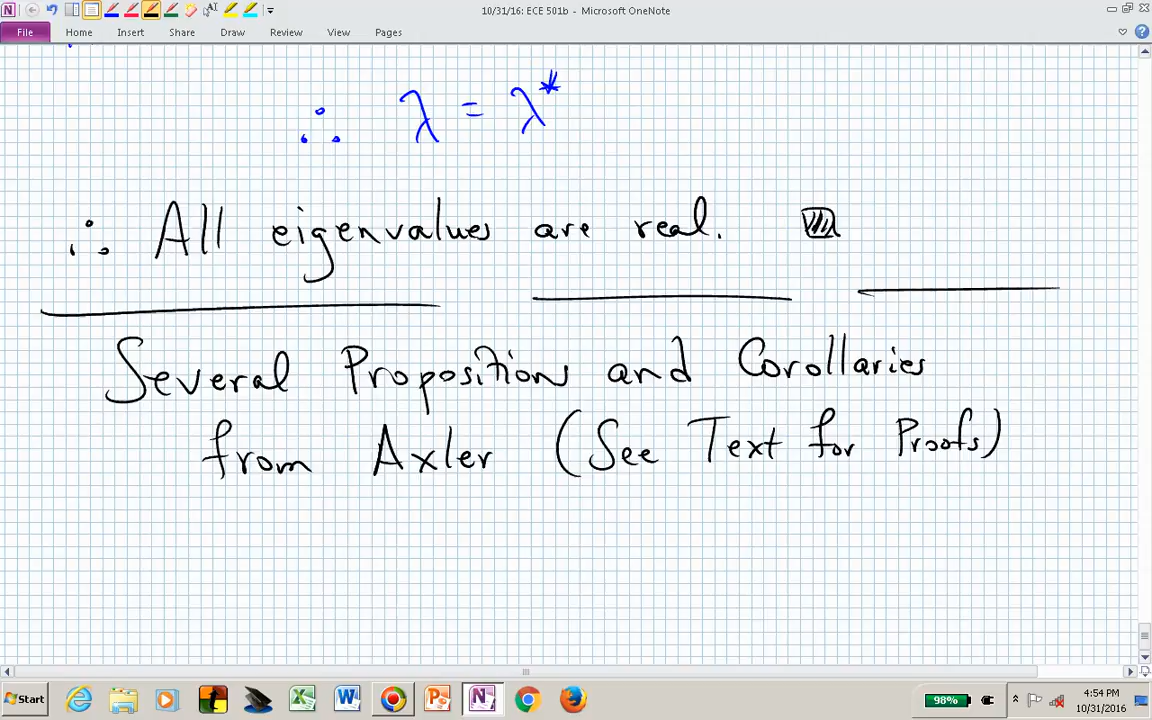 10/31/16: ECE 501b - Microsoft OneNote
File Home Insert Share Draw Review View Pages
∴ λ = λ*
∴ All eigenvalues are real.
Several Propositions and Corollaries
from Axler (See Text for Proofs)
Start
98%
4:54 PM
10/31/2016